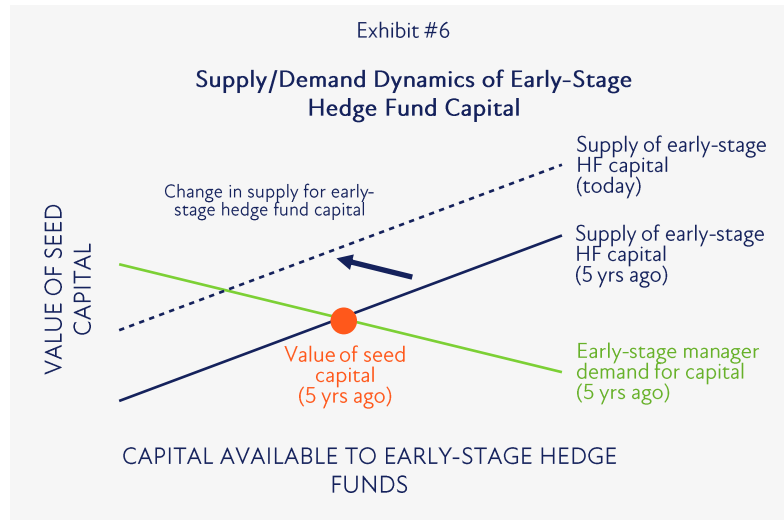 Exhibit #6
Supply/Demand Dynamics of Early-Stage
Hedge Fund Capital
Supply of early-stage
HF capital
(today)
Change in supply for early-
stage hedge fund capital
Supply of early-stage
HF capital
(5 yrs ago)
VALUE OF SEED
CAPITAL
Value of seed
capital
(5 yrs ago)
Early-stage manager
demand for capital
(5 yrs ago)
CAPITAL AVAILABLE TO EARLY-STAGE HEDGE
FUNDS